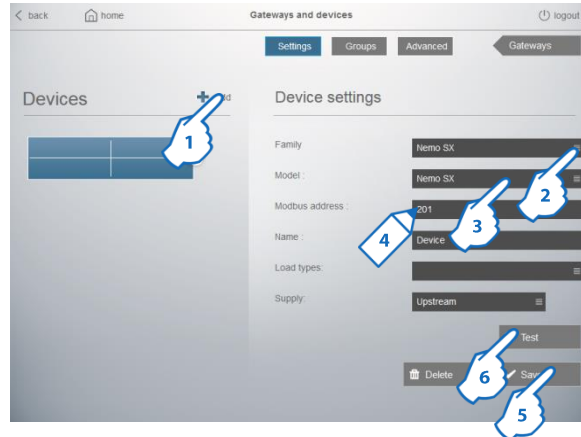 back home Gateways and devices logout
Settings Groups Advanced Gateways
Devices Device settings
1
Family Nemo SX
Model : Nemo SX
2
Modbus address : 201
3
4
Name : Device
Load types:
Supply: Upstream
Test
Delete
6
5